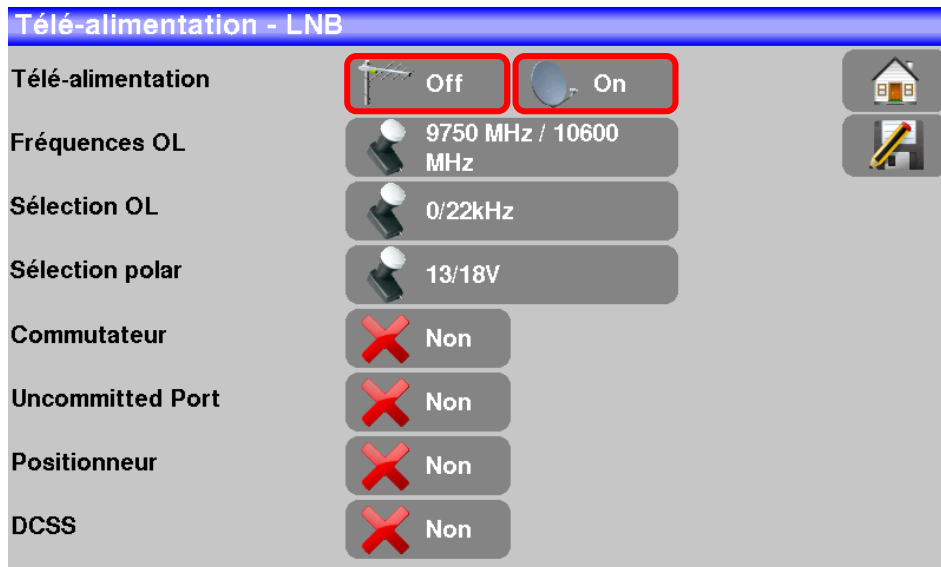 Télé-alimentation - LNB
Télé-alimentation Off On
Fréquences OL 9750 MHz / 10600
MHz
Sélection OL 0/22kHz
Sélection polar 13/18V
Commutateur Non
Uncommitted Port Non
Positionneur Non
DCSS Non